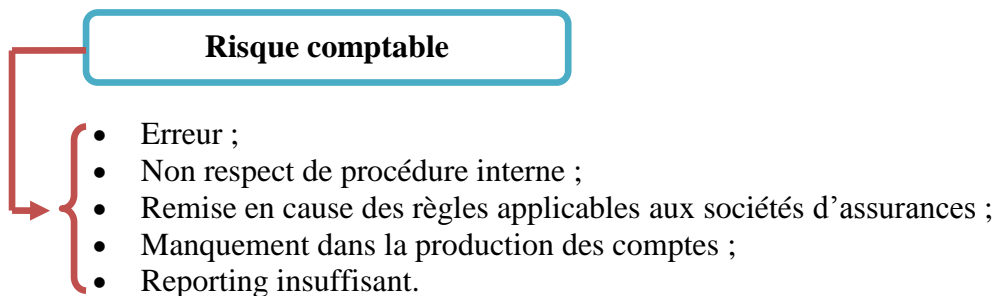 Risque comptable
• Erreur ;
• Non respect de procédure interne ;
• Remise en cause des règles applicables aux sociétés d’assurances ;
• Manquement dans la production des comptes ;
• Reporting insuffisant.